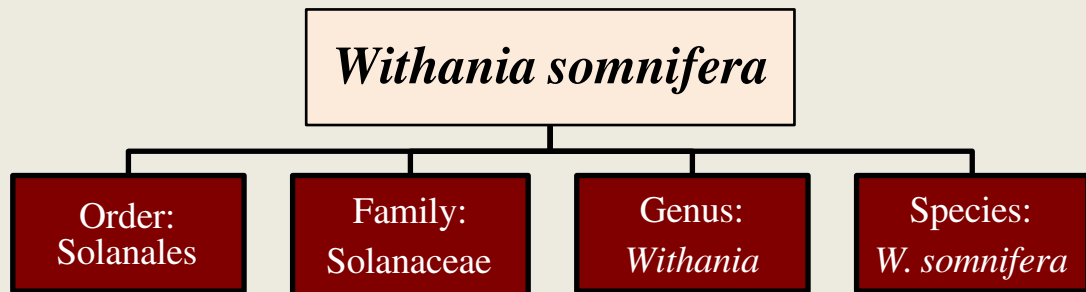 Withania somnifera
Order:
Solanales
Family:
Solanaceae
Genus:
Withania
Species:
W. somnifera